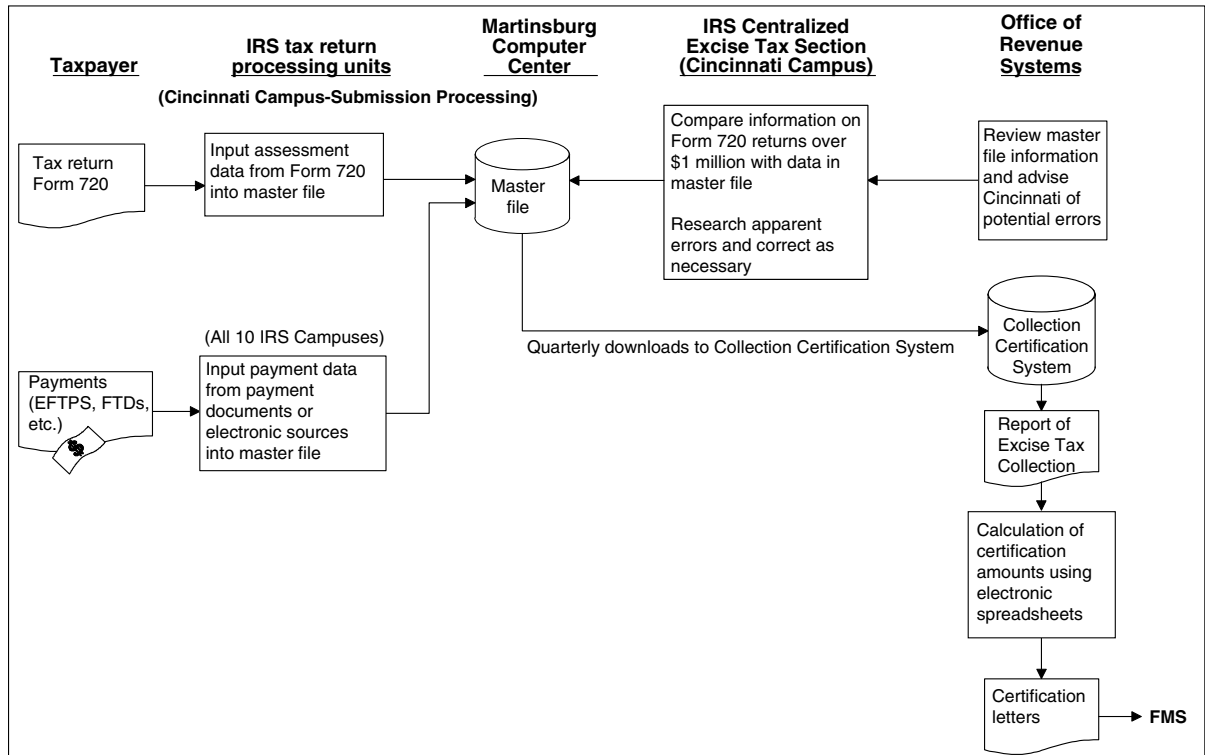 Taxpayer
IRS tax return
processing units
(Cincinnati Campus-Submission Processing)
Martinsburg
Computer
Center
IRS Centralized
Excise Tax Section
(Cincinnati Campus)
Office of
Revenue
Systems
Tax return
Form 720
Input assessment
data from Form 720
into master file
Master
file
Compare information on
Form 720 returns over
$1 million with data in
master file
Research apparent
errors and correct as
necessary
Review master
file information
and advise
Cincinnati of
potential errors
Payments
(EFTPS, FTDs,
etc.)
$
(All 10 IRS Campuses)
Input payment data
from payment
documents or
electronic sources
into master file
Quarterly downloads to Collection Certification System
Collection
Certification
System
Report of
Excise Tax
Collection
Calculation of
certification
amounts using
electronic
spreadsheets
Certification
letters
FMS